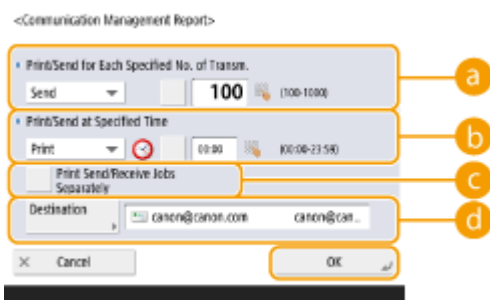 <Communication Management Report>
Print/Send for Each Specified No. of Transm.
Send 100 (100-1000)
a
Print/Send at Specified Time
Print 00:00 (00:00-23:59)
b
Print Send/Receive Jobs
Separately
c
Destination canon@canon.com canon@can...
d
× Cancel OK